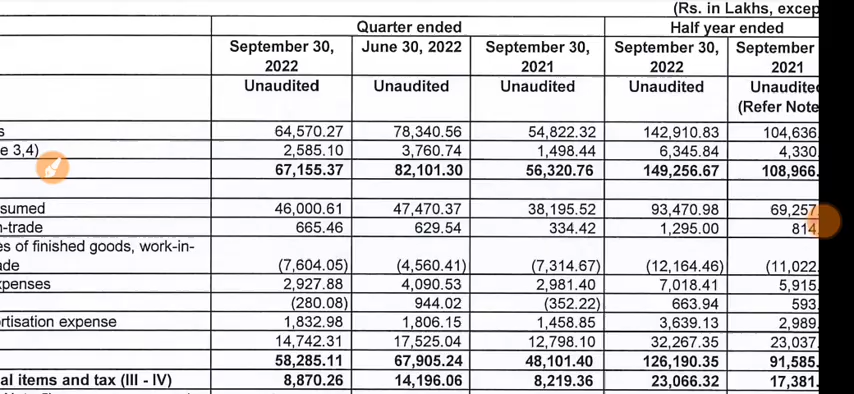 (Rs. in Lakhs, excep
Quarter ended Half year ended
September 30, 2022 June 30, 2022 September 30, 2021 September 30, 2022 September 2021
Unaudited Unaudited Unaudited Unaudited Unaudited (Refer Note
s 64,570.27 78,340.56 54,822.32 142,910.83 104,636.
e 3,4) 2,585.10 3,760.74 1,498.44 6,345.84 4,330.
67,155.37 82,101.30 56,320.76 149,256.67 108,966.
sumed 46,000.61 47,470.37 38,195.52 93,470.98 69,257.
n-trade 665.46 629.54 334.42 1,295.00 814.
es of finished goods, work-in-
ade (7,604.05) (4,560.41) (7,314.67) (12,164.46) (11,022.
xpenses 2,927.88 4,090.53 2,981.40 7,018.41 5,915.
(280.08) 944.02 (352.22) 663.94 593.
rtisation expense 1,832.98 1,806.15 1,458.85 3,639.13 2,989.
14,742.31 17,525.04 12,798.10 32,267.35 23,037.
58,285.11 67,905.24 48,101.40 126,190.35 91,585.
al items and tax (III - IV) 8,870.26 14,196.06 8,219.36 23,066.32 17,381.